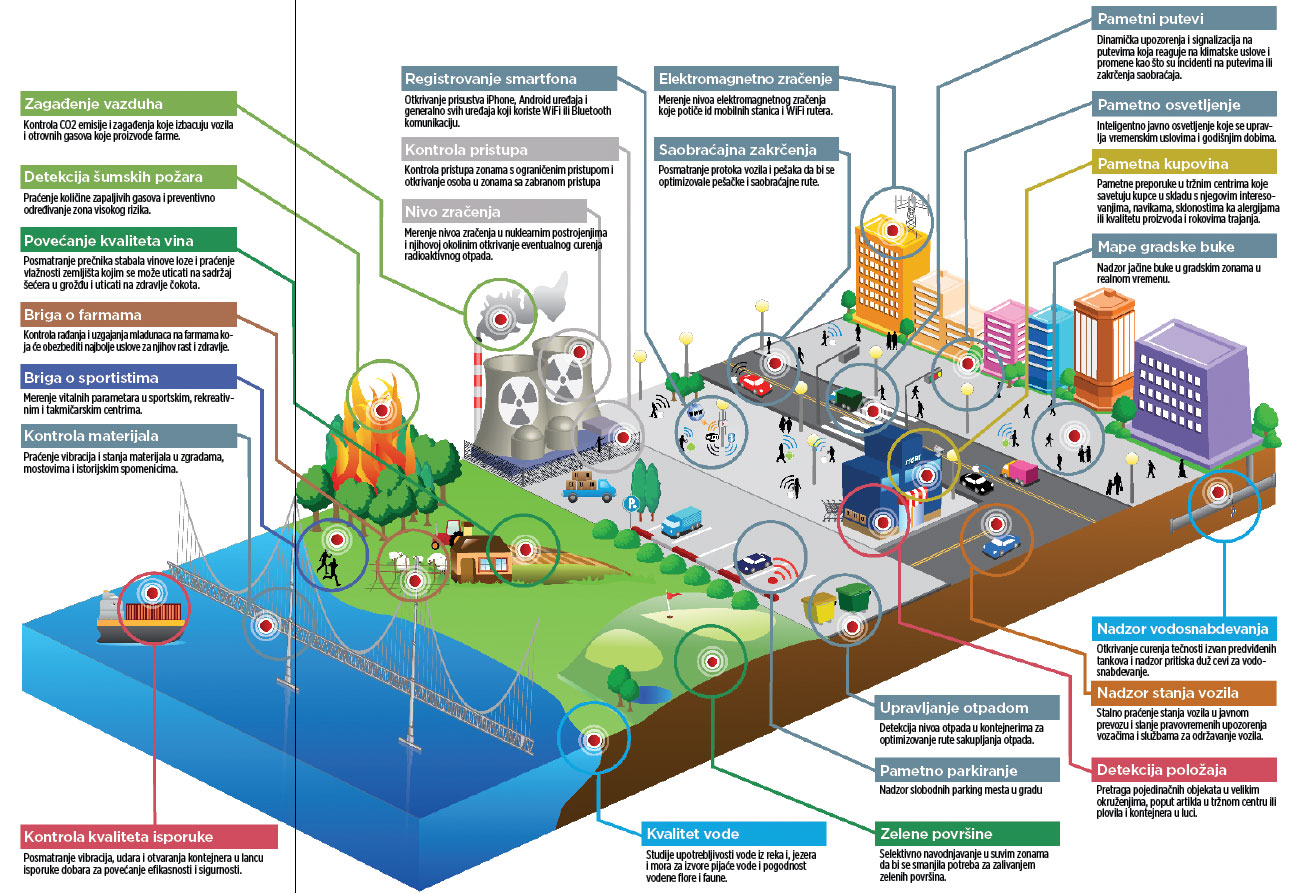 Zagađenje vazduha
Kontrola CO2 emisije i zagađenja koje izbacuju vozila
i otrovnih gasova koje proizvode farme.
Detekcija šumskih požara
Praćenje količine zapaljivih gasova i preventivno
određivanje zona visokog rizika.
Povećanje kvaliteta vina
Posmatranje prečnika stabala vinove loze i praćenje
vlažnosti zemljišta kojim se može uticati na sadržaj
šećera u grožđu i uticati na zdravlje čokota.
Briga o farmama
Kontrola rađanja i uzgajanja mladunaca na farmama ko-
ja će obezbediti najbolje uslove za njihov rast i zdravlje.
Briga o sportistima
Merenje vitalnih parametara u sportskim, rekreativ-
nim i takmičarskim centrima.
Kontrola materijala
Praćenje vibracija i stanja materijala u zgradama,
mostovima i istorijskim spomenicima.
Kontrola kvaliteta isporuke
Posmatranje vibracija, udara i otvaranja kontejnera u lancu
isporuke dobara za povećanje efikasnosti i sigurnosti.
Registrovanje smartfona
Otkrivanje prisustva iPhone, Android uređaja i
generalno svih uređaja koji koriste WiFi ili Bluetooth
komunikaciju.
Kontrola pristupa
Kontrola pristupa zonama s ograničenim pristupom i
otkrivanje osoba u zonama sa zabranom pristupa
Nivo zračenja
Merenje nivoa zračenja u nuklearnim postrojenjima
i njihovoj okolinim otkrivanje eventualnog curenja
radioaktivnog otpada.
Elektromagnetno zračenje
Merenje nivoa elektromagnetnog zračenja
koje potiče id mobilnih stanica i WiFi rutera.
Saobraćajna zakrčenja
Posmatranje protoka vozila i pešaka da bi se
optimizovale pešačke i saobraćajne rute.
Pametni putevi
Dinamička upozorenja i signalizacija na
putevima koja reaguje na klimatske uslove i
promene kao što su incidenti na putevima ili
zakrčenja saobraćaja.
Pametno osvetljenje
Inteligentno javno osvetljenje koje se uprav-
lja vremenskim uslovima i godišnjim dobima.
Pametna kupovina
Pametne preporuke u tržnim centrima koje
savetuju kupce u skladu s njegovim intereso-
vanjima, navikama, sklonostima ka alergijama
ili kvalitetu proizvoda i rokovima trajanja.
Mape gradske buke
Nadzor jačine buke u gradskim zonama u
realnom vremenu.
Nadzor vodosnabdevanja
Otkrivanje curenja tečnosti izvan predviđenih
tankova i nadzor pritiska duž cevi za vodo-
snabdevanje.
Nadzor stanja vozila
Stalno praćenje stanja vozila u javnom
prevozu i slanje pravovremenih upozorenja
vozačima i službama za održavanje vozila.
Detekcija položaja
Pretraga pojedinačnih objekata u velikim
okruženjima, poput artikla u tržnom centru ili
plovila i kontejnera u luci.
Upravljanje otpadom
Detekcija nivoa otpada u kontejnerima za
optimizovanje rute sakupljanja otpada.
Pametno parkiranje
Nadzor slobodnih parking mesta u gradu
Zelene površine
Selektivno navodnjavanje u suvim zonama
da bi se smanjila potreba za zalivanjem
zelenih površina.
Kvalitet vode
Studije upotrebljivosti vode iz reka i, jezera
i mora za izvore pijaće vode i pogodnost
vodene flore i faune.
STORE
P
www